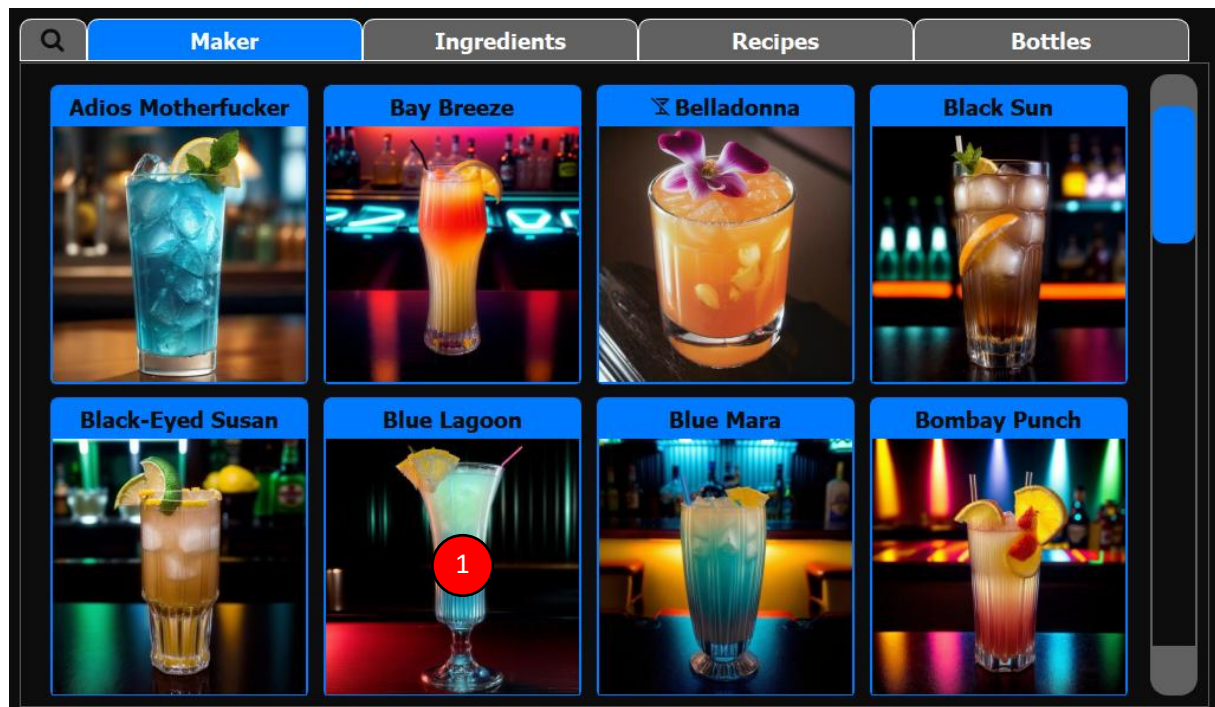 Maker Ingredients Recipes Bottles
Adios Motherfucker Bay Breeze Belladonna Black Sun
Black-Eyed Susan Blue Lagoon Blue Mara Bombay Punch
1